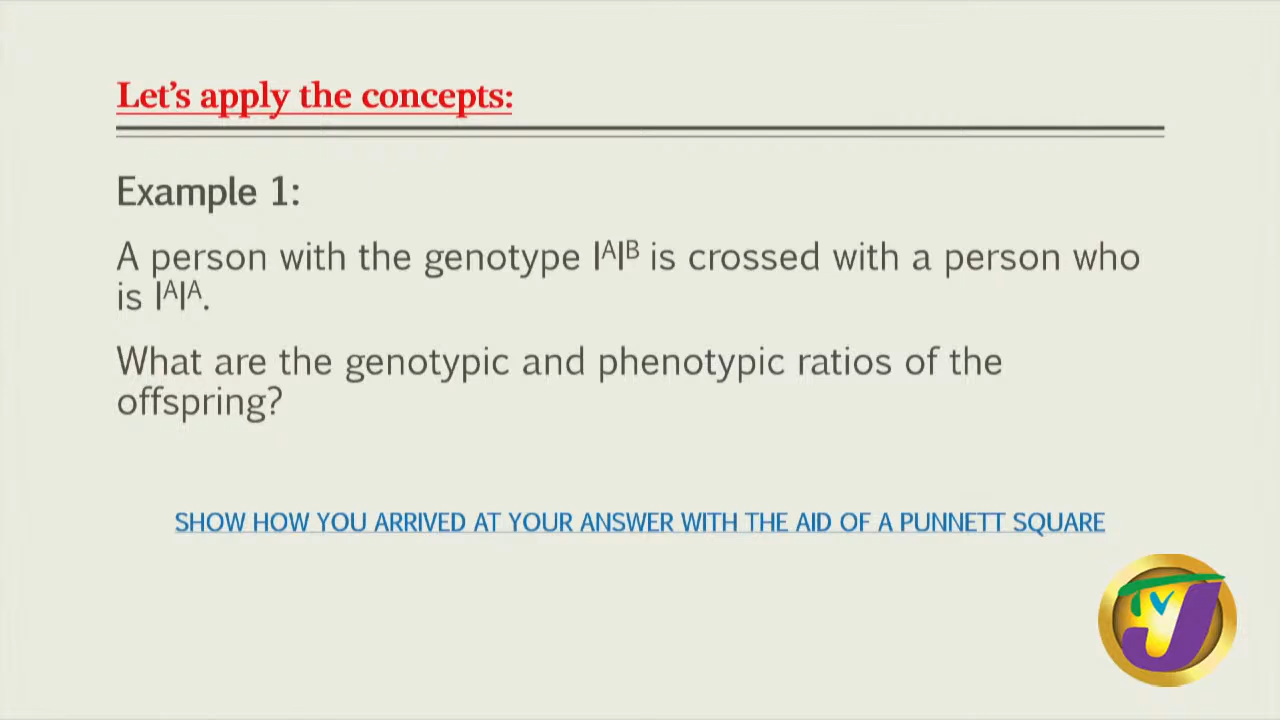 Let's apply the concepts:
Example 1:
A person with the genotype IᴬIᴮ is crossed with a person who
is IᴬIᴬ.
What are the genotypic and phenotypic ratios of the
offspring?
SHOW HOW YOU ARRIVED AT YOUR ANSWER WITH THE AID OF A PUNNETT SQUARE
TVJ